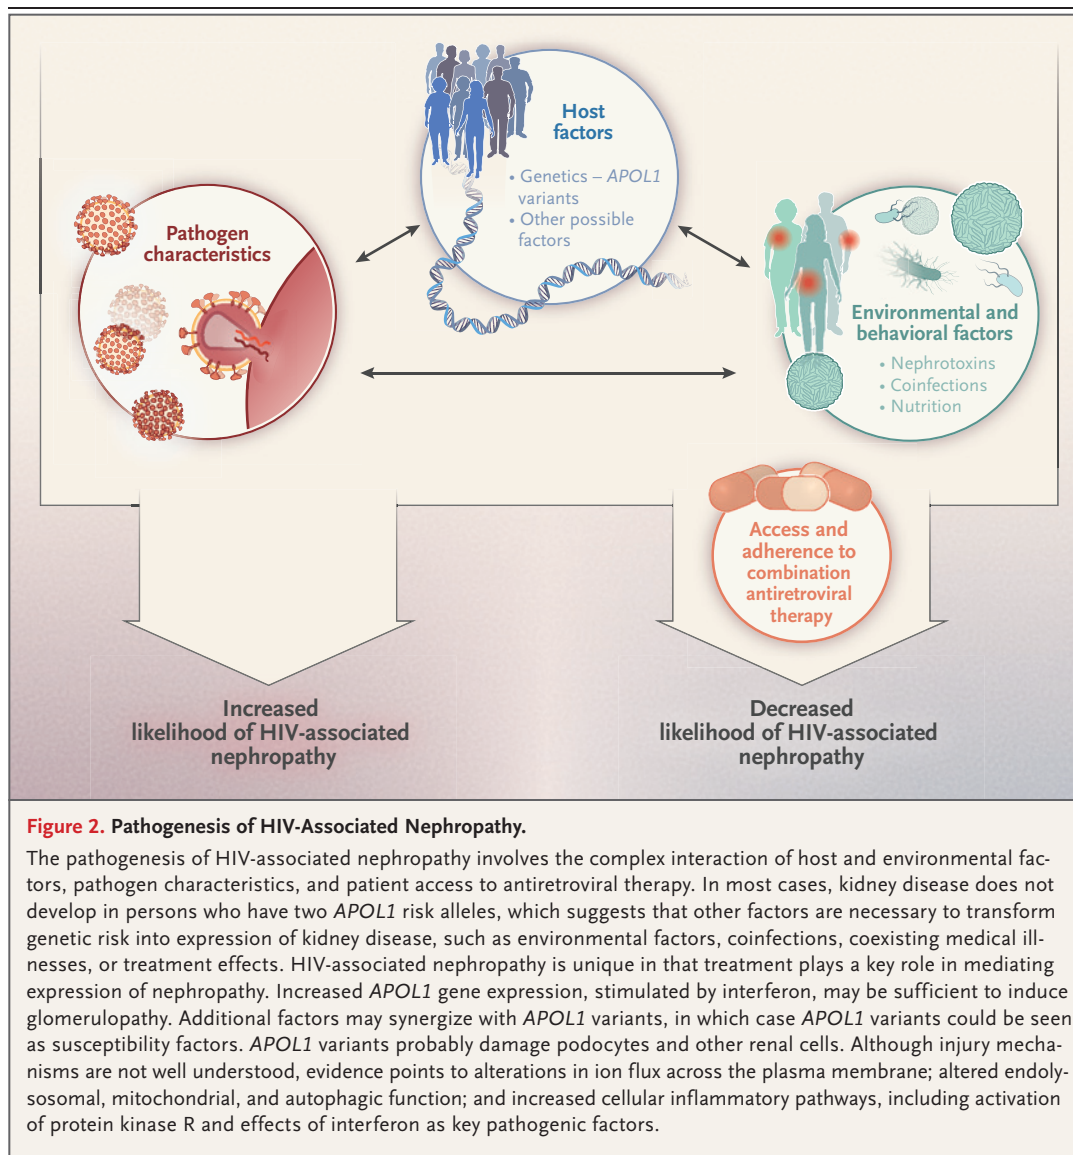 Host
factors
• Genetics – APOL1
variants
• Other possible
factors
Pathogen
characteristics
Environmental and
behavioral factors
• Nephrotoxins
• Coinfections
• Nutrition
Access and
adherence to
combination
antiretroviral
therapy
Increased
likelihood of HIV-associated
nephropathy
Decreased
likelihood of HIV-associated
nephropathy
Figure 2. Pathogenesis of HIV-Associated Nephropathy.
The pathogenesis of HIV-associated nephropathy involves the complex interaction of host and environmental fac-
tors, pathogen characteristics, and patient access to antiretroviral therapy. In most cases, kidney disease does not
develop in persons who have two APOL1 risk alleles, which suggests that other factors are necessary to transform
genetic risk into expression of kidney disease, such as environmental factors, coinfections, coexisting medical ill-
nesses, or treatment effects. HIV-associated nephropathy is unique in that treatment plays a key role in mediating
expression of nephropathy. Increased APOL1 gene expression, stimulated by interferon, may be sufficient to induce
glomerulopathy. Additional factors may synergize with APOL1 variants, in which case APOL1 variants could be seen
as susceptibility factors. APOL1 variants probably damage podocytes and other renal cells. Although injury mecha-
nisms are not well understood, evidence points to alterations in ion flux across the plasma membrane; altered endoly-
sosomal, mitochondrial, and autophagic function; and increased cellular inflammatory pathways, including activation
of protein kinase R and effects of interferon as key pathogenic factors.